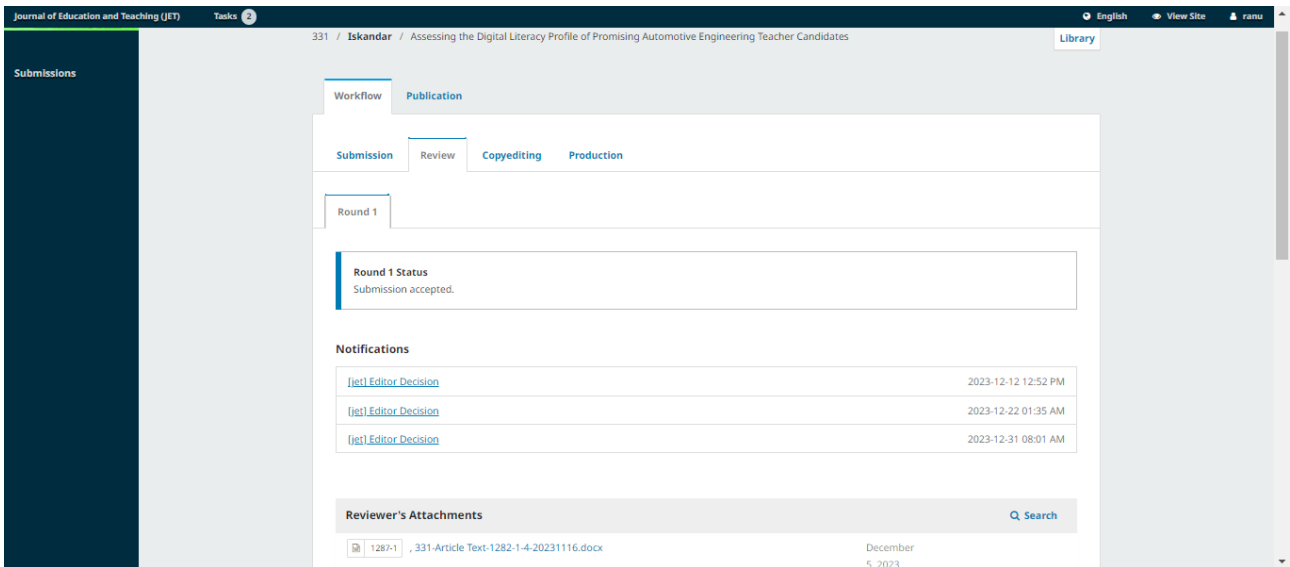 Journal of Education and Teaching (JET) Tasks 2 English View Site ranu
331 / Iskandar / Assessing the Digital Literacy Profile of Promising Automotive Engineering Teacher Candidates
Library
Submissions
Workflow Publication
Submission Review Copyediting Production
Round 1
Round 1 Status
Submission accepted.
Notifications
[jet] Editor Decision 2023-12-12 12:52 PM
[jet] Editor Decision 2023-12-22 01:35 AM
[jet] Editor Decision 2023-12-31 08:01 AM
Reviewer's Attachments Search
1287-1 , 331-Article Text-1282-1-4-20231116.docx December
5, 2023